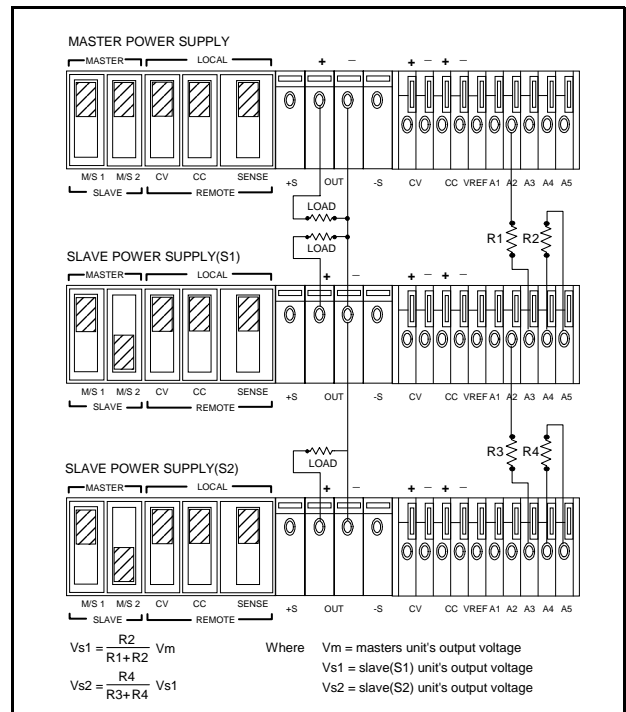 MASTER POWER SUPPLY
MASTER LOCAL + − + − + −
M/S 1 M/S 2 CV CC SENSE +S OUT -S CV CC VREF A1 A2 A3 A4 A5
SLAVE REMOTE
LOAD
LOAD
R1 R2
SLAVE POWER SUPPLY(S1)
MASTER LOCAL + − + − + −
M/S 1 M/S 2 CV CC SENSE +S OUT -S CV CC VREF A1 A2 A3 A4 A5
SLAVE REMOTE
LOAD
R3 R4
SLAVE POWER SUPPLY(S2)
MASTER LOCAL + − + − + −
M/S 1 M/S 2 CV CC SENSE +S OUT -S CV CC VREF A1 A2 A3 A4 A5
SLAVE REMOTE
Vs1 = R2 / R1+R2 Vm
Where Vm = masters unit's output voltage
Vs1 = slave(S1) unit's output voltage
Vs2 = R4 / R3+R4 Vs1
Vs2 = slave(S2) unit's output voltage